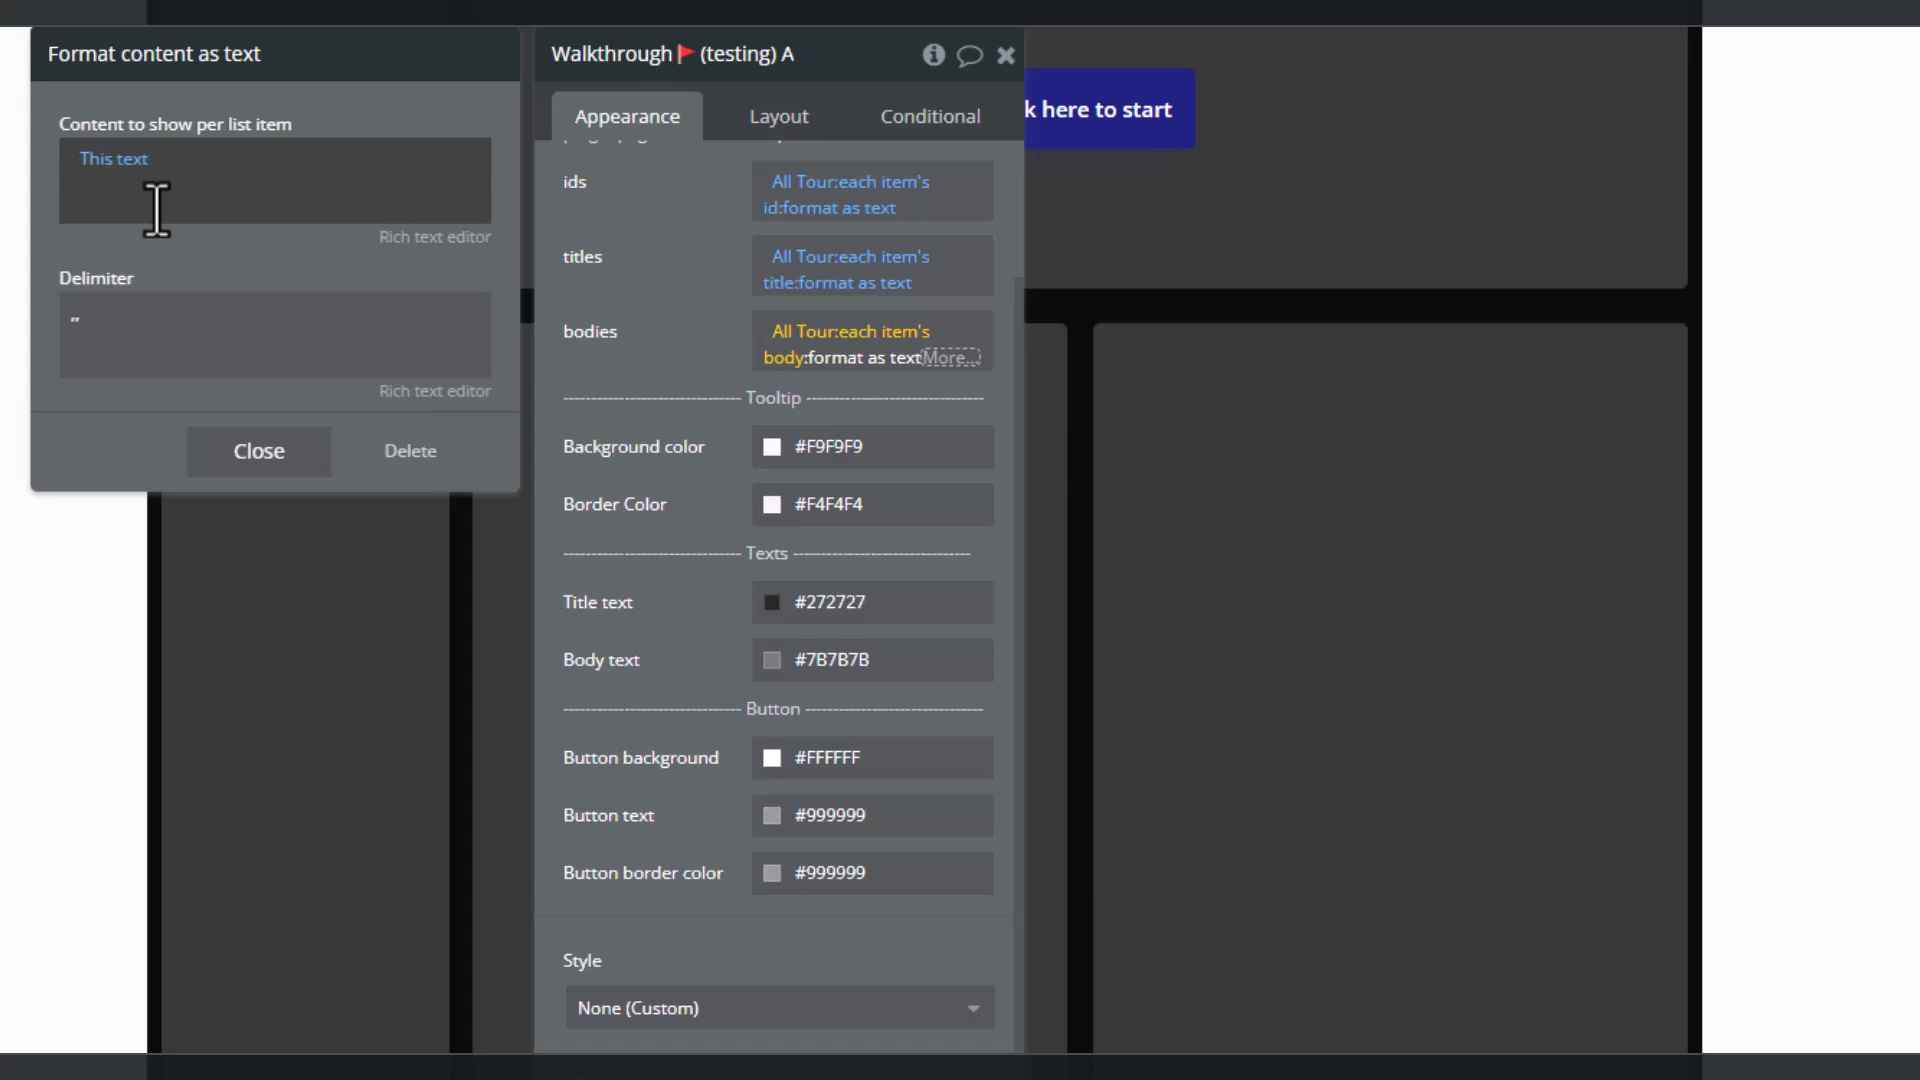 Format content as text
Content to show per list item
This text
Rich text editor
Delimiter
,,
Rich text editor
Close
Delete
Walkthrough 🚩 (testing) A
Appearance
Layout
Conditional
ids
All Tour:each item's
id:format as text
titles
All Tour:each item's
title:format as text
bodies
All Tour:each item's
body:format as textMore...
Tooltip
Background color
#F9F9F9
Border Color
#F4F4F4
Texts
Title text
#272727
Body text
#7B7B7B
Button
Button background
#FFFFFF
Button text
#999999
Button border color
#999999
Style
None (Custom)
k here to start